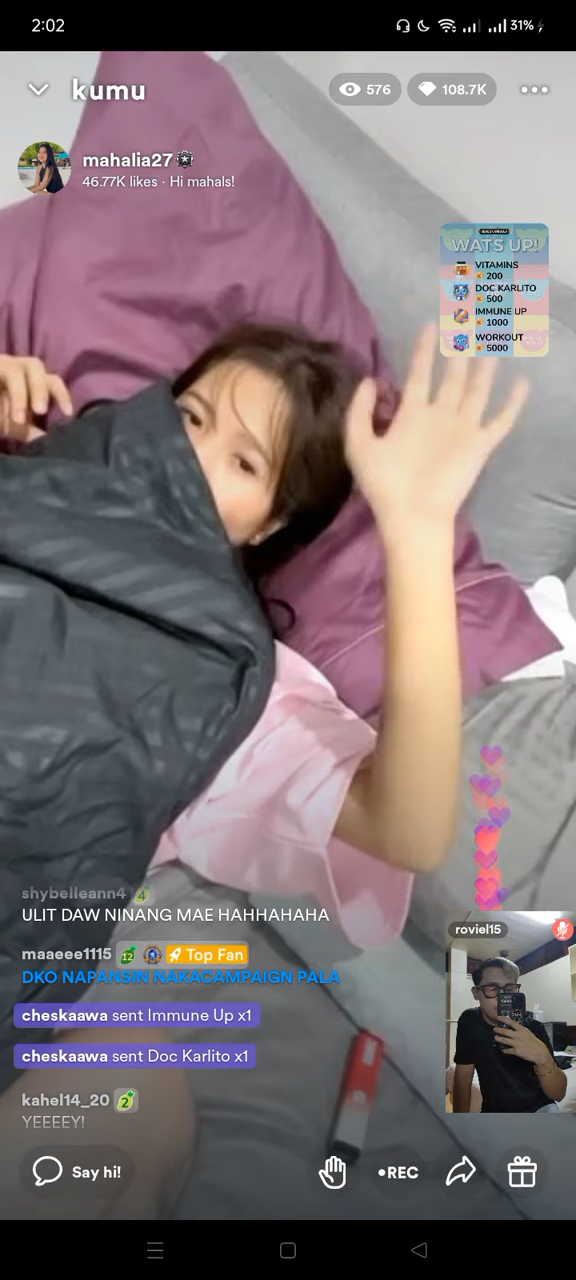 2:02
31%
kumu
576
108.7K
mahalia27
46.77K likes · Hi mahals!
WATS UP!
VITAMINS
200
DOC KARLITO
500
IMMUNE UP
1000
WORKOUT
5000
shybelleann4 4
ULIT DAW NINANG MAE HAHHAHAHA
roviel15
maaeee1115 12 Top Fan
DKO NAPANSIN NAKACAMPAIGN PALA
cheskaawa sent Immune Up x1
cheskaawa sent Doc Karlito x1
kahel14_20 2
YEEEEY!
Say hi!
•REC